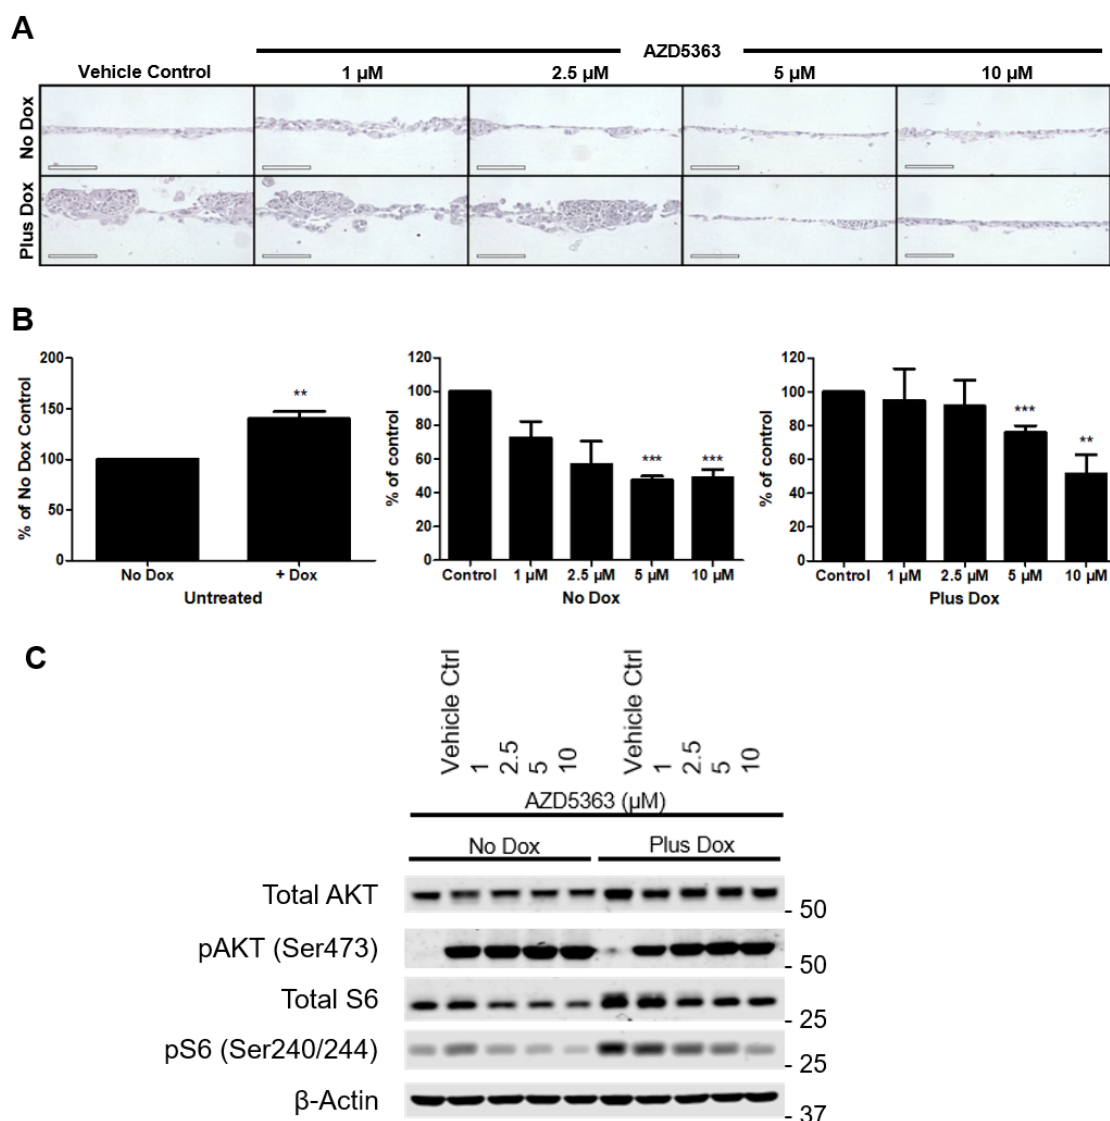 A
AZD5363
Vehicle Control 1 µM 2.5 µM 5 µM 10 µM
No Dox
Plus Dox
B
% of No Dox Control
200
150
100
50
0
No Dox + Dox
Untreated
% of control
120
100
80
60
40
20
0
Control 1 µM 2.5 µM 5 µM 10 µM
No Dox
% of control
120
100
80
60
40
20
0
Control 1 µM 2.5 µM 5 µM 10 µM
Plus Dox
**
*** ***
***
**
C
Vehicle Ctrl 1 2.5 5 10 Vehicle Ctrl 1 2.5 5 10
AZD5363 (µM)
No Dox Plus Dox
Total AKT - 50
pAKT (Ser473) - 50
Total S6 - 25
pS6 (Ser240/244) - 25
β-Actin - 37